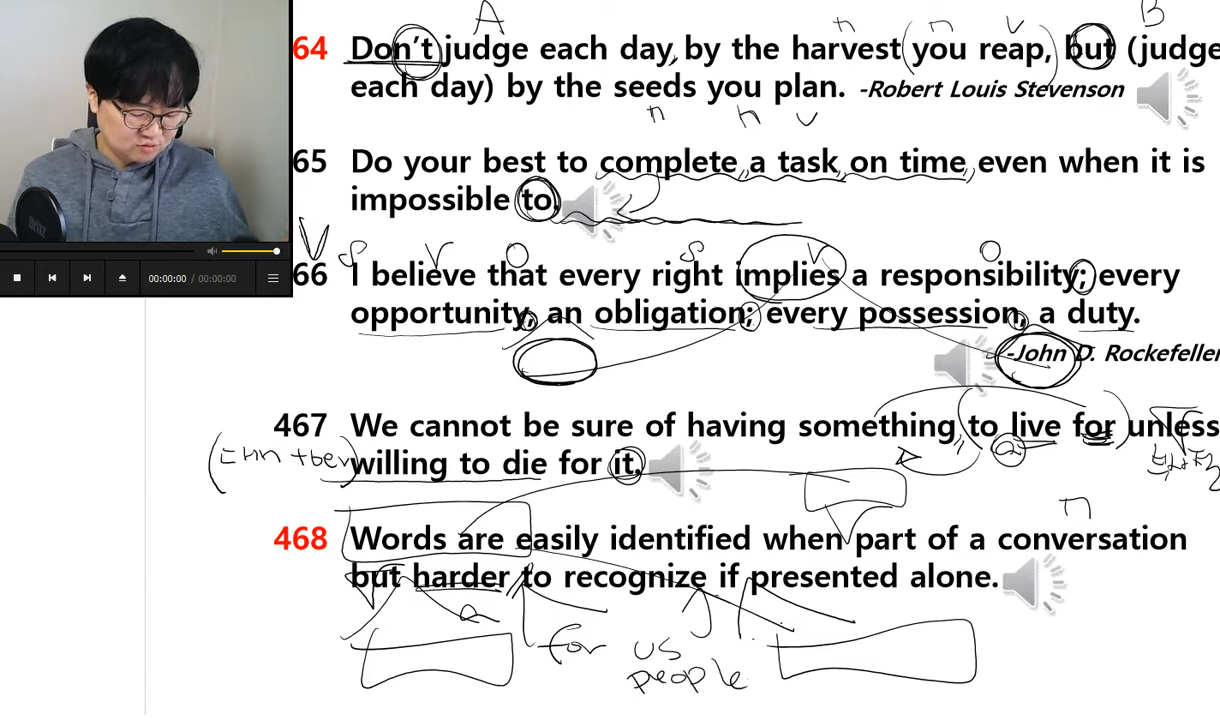 A n n v B
64 Don't judge each day, by the harvest (you reap, but (judge
each day) by the seeds you plan. -Robert Louis Stevenson
n n v
65 Do your best to complete a task on time, even when it is
impossible to.
V S V O S V O
66 I believe that every right implies a responsibility; every
opportunity, an obligation; every possession, a duty.
-John D. Rockefeller
467 We cannot be sure of having something to live for unless
willing to die for it.
n
468 Words are easily identified when part of a conversation
but harder to recognize if presented alone.
for us
people
00:00:00 / 00:00:00